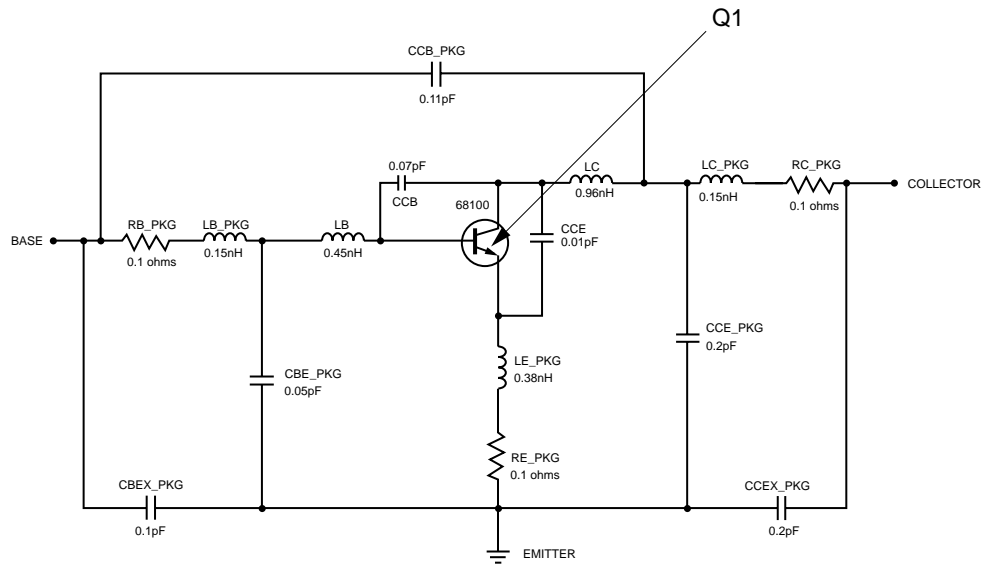 Q1
CCB_PKG
0.11pF
0.07pF
CCB
LC
0.96nH
LC_PKG
0.15nH
RC_PKG
0.1 ohms
COLLECTOR
68100
BASE
RB_PKG
0.1 ohms
LB_PKG
0.15nH
LB
0.45nH
CCE
0.01pF
CCE_PKG
0.2pF
LE_PKG
0.38nH
CBE_PKG
0.05pF
RE_PKG
0.1 ohms
CBEX_PKG
0.1pF
CCEX_PKG
0.2pF
EMITTER